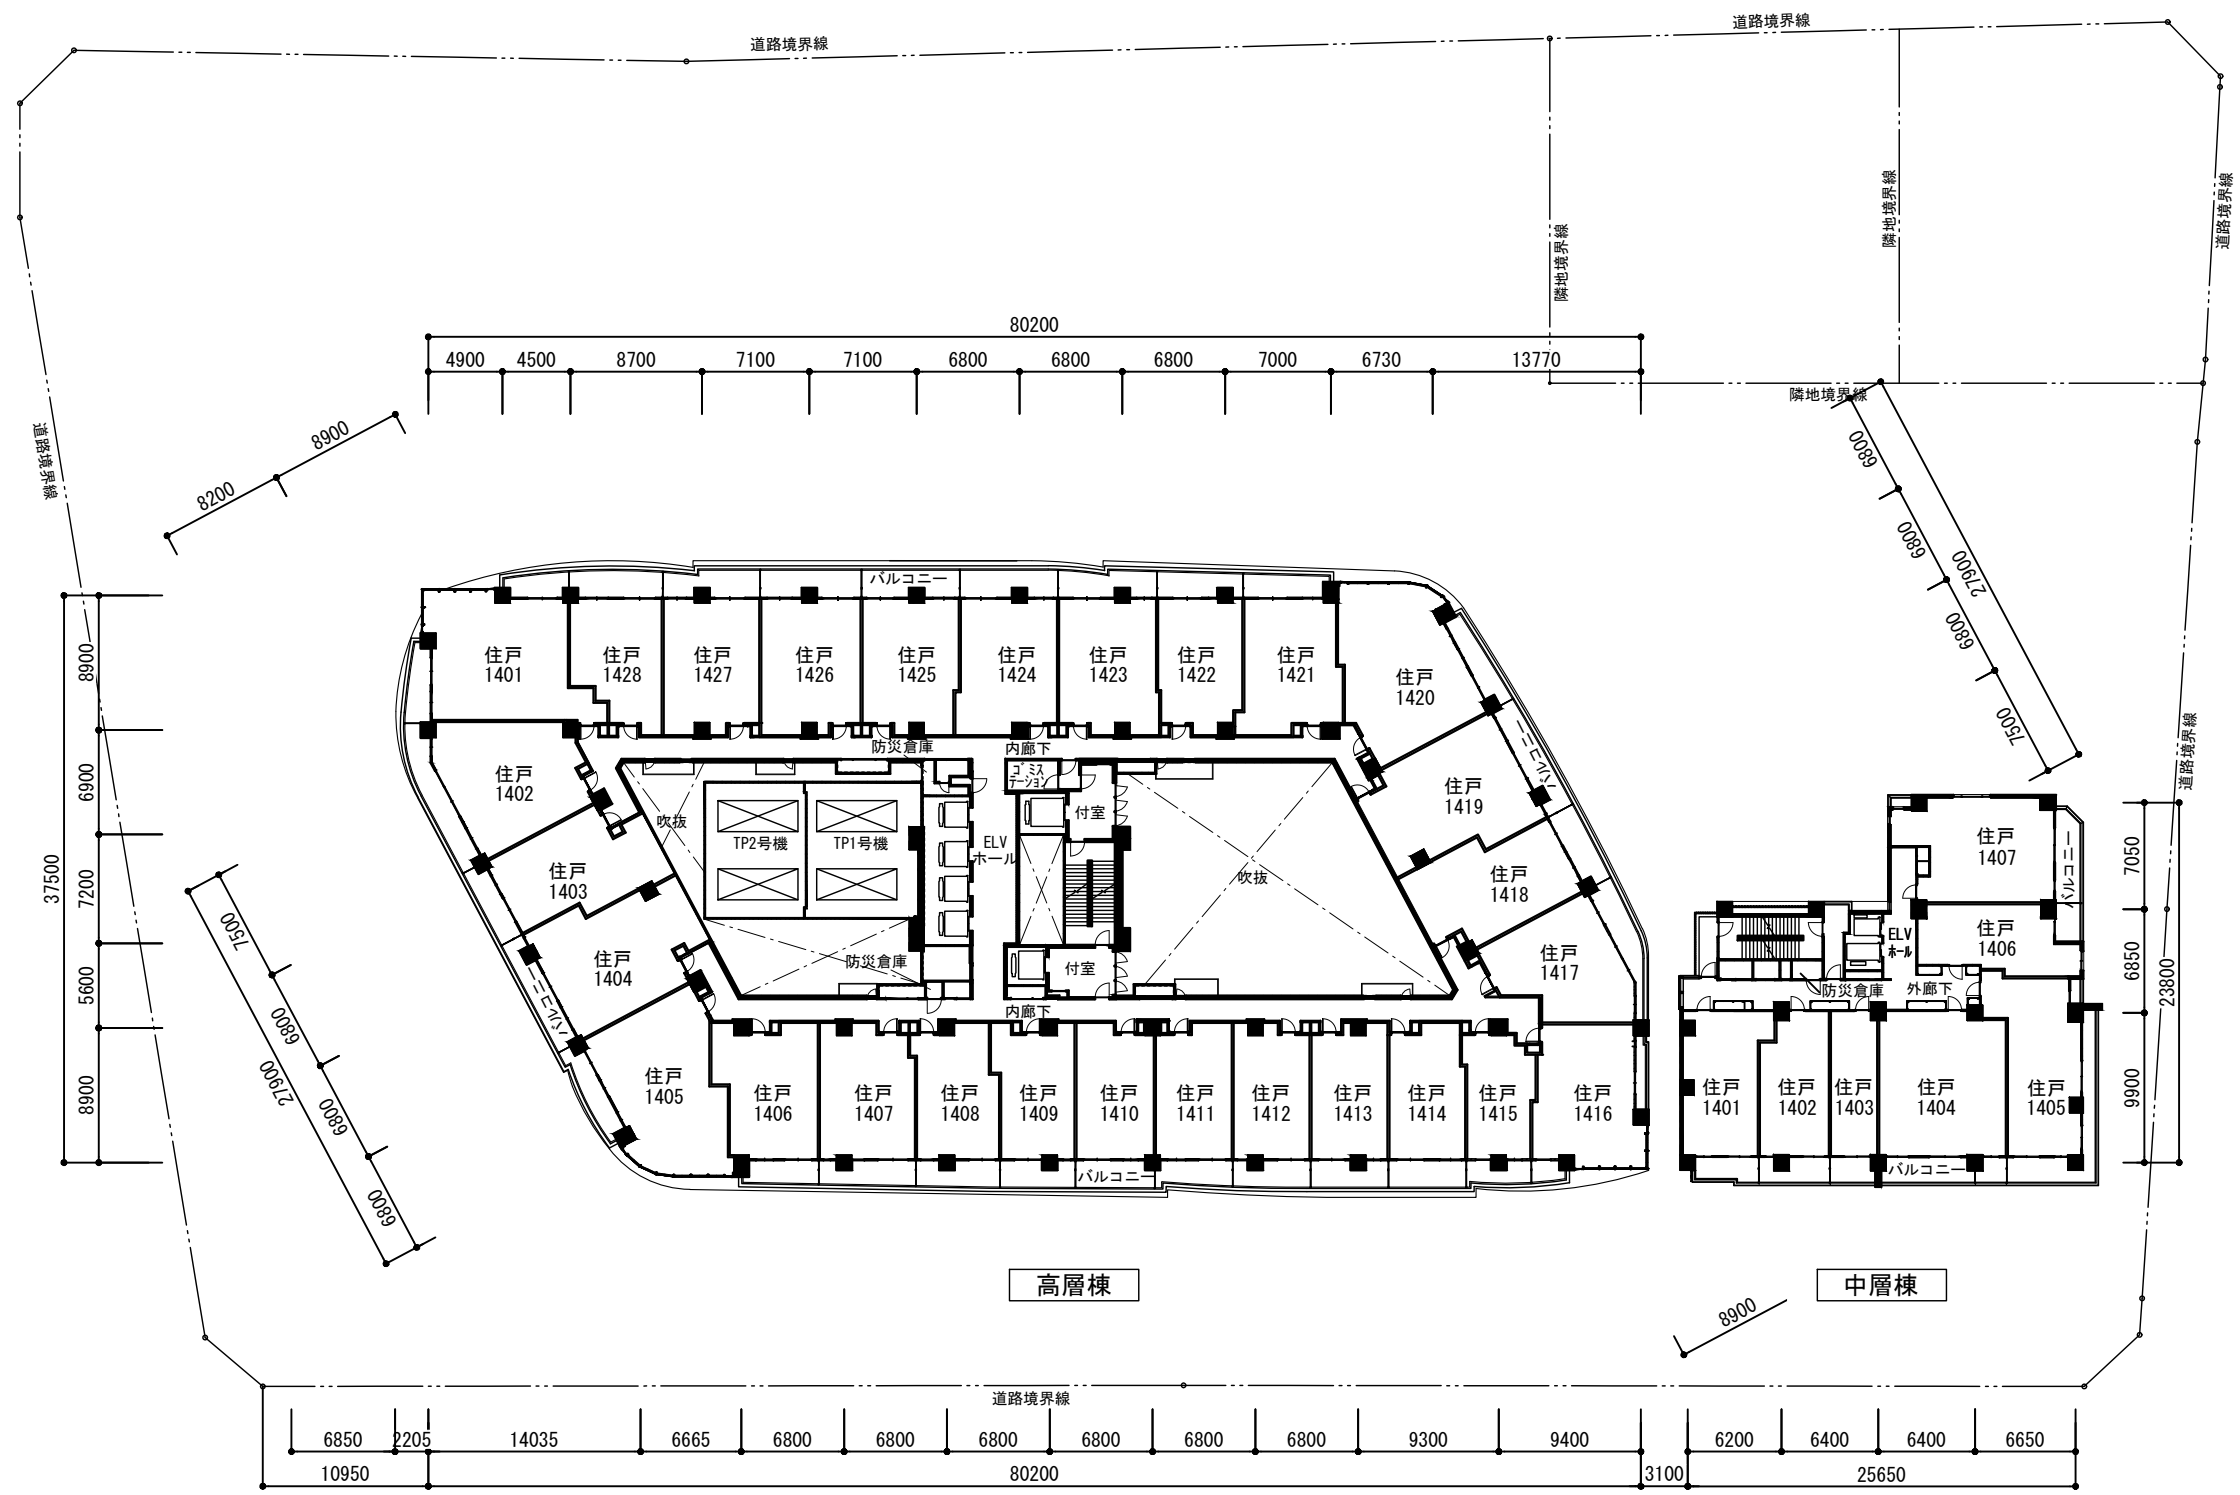 道路境界線
道路境界線
道路境界線
隣地境界線
隣地境界線
80200
4900 4500 8700 7100 7100 6800 6800 6800 7000 6730 13770
隣地境界線
道路境界線
8900
8200
6800
6800
6800
7500
27900
道路境界線
8900
6900
7200
5600
8900
37500
7500
6800
6800
6800
27900
バルコニー
住戸
1401
住戸
1428
住戸
1427
住戸
1426
住戸
1425
住戸
1424
住戸
1423
住戸
1422
住戸
1421
住戸
1420
バルコニー
防災倉庫
内廊下
住戸
1402
住戸
1419
ゴミス
テーション
付室
吹抜
TP2号機
TP1号機
ELV
ホール
吹抜
住戸
1403
住戸
1418
住戸
1404
住戸
1417
防災倉庫
付室
バルコニー
内廊下
住戸
1405
住戸
1406
住戸
1407
住戸
1408
住戸
1409
住戸
1410
住戸
1411
住戸
1412
住戸
1413
住戸
1414
住戸
1415
住戸
1416
バルコニー
住戸
1407
バルコニー
住戸
1406
ELV
ホール
防災倉庫
外廊下
住戸
1401
住戸
1402
住戸
1403
住戸
1404
住戸
1405
バルコニー
7050
6850
9900
23800
高層棟
中層棟
8900
道路境界線
6850 2205 14035 6665 6800 6800 6800 6800 6800 6800 9300 9400 6200 6400 6400 6650
10950 80200 3100 25650